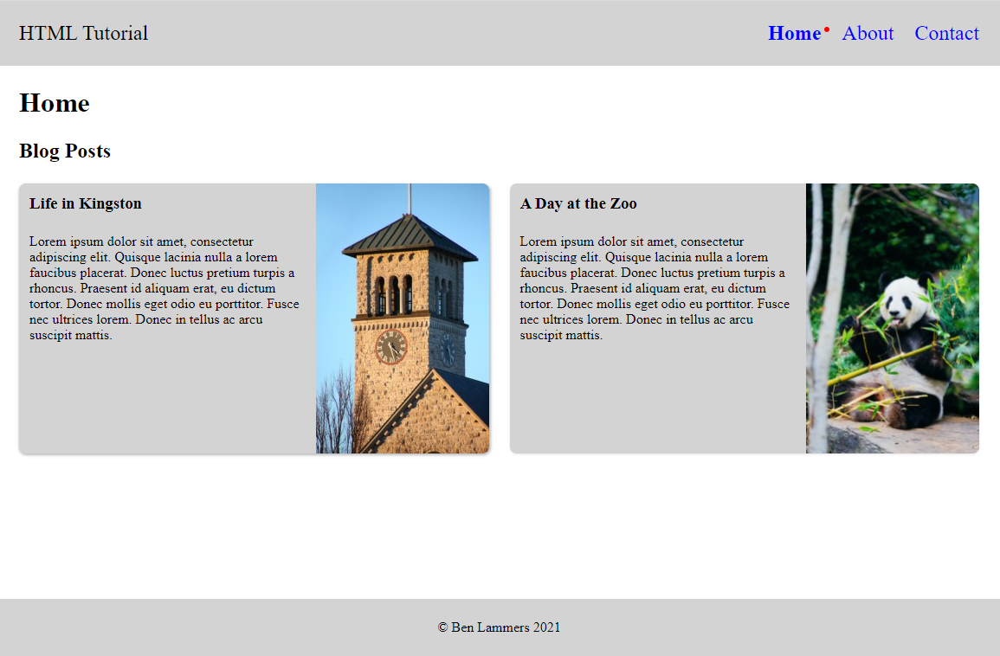 HTML Tutorial
Home About Contact
Home
Blog Posts
Life in Kingston
Lorem ipsum dolor sit amet, consectetur
adipiscing elit. Quisque lacinia nulla a lorem
faucibus placerat. Donec luctus pretium turpis a
rhoncus. Praesent id aliquam erat, eu dictum
tortor. Donec mollis eget odio eu porttitor. Fusce
nec ultrices lorem. Donec in tellus ac arcu
suscipit mattis.
A Day at the Zoo
Lorem ipsum dolor sit amet, consectetur
adipiscing elit. Quisque lacinia nulla a lorem
faucibus placerat. Donec luctus pretium turpis a
rhoncus. Praesent id aliquam erat, eu dictum
tortor. Donec mollis eget odio eu porttitor. Fusce
nec ultrices lorem. Donec in tellus ac arcu
suscipit mattis.
© Ben Lammers 2021